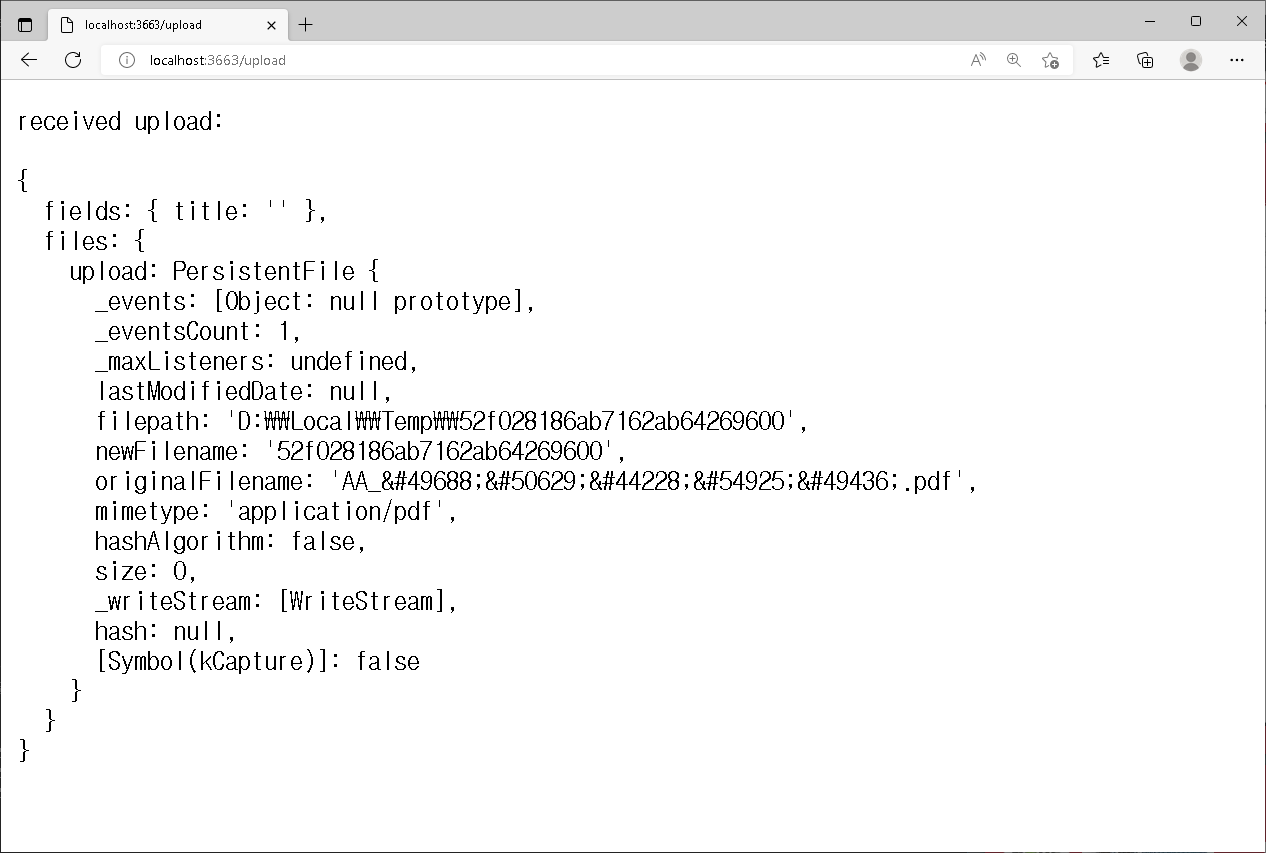 localhost:3663/upload
localhost:3663/upload
received upload:
{
  fields: { title: '' },
  files: {
    upload: PersistentFile {
      _events: [Object: null prototype],
      _eventsCount: 1,
      _maxListeners: undefined,
      lastModifiedDate: null,
      filepath: 'D:₩₩Local₩₩Temp₩₩52f028186ab7162ab64269600',
      newFilename: '52f028186ab7162ab64269600',
      originalFilename: 'AA_&#49688;&#50629;&#44228;&#54925;&#49436;.pdf',
      mimetype: 'application/pdf',
      hashAlgorithm: false,
      size: 0,
      _writeStream: [WriteStream],
      hash: null,
      [Symbol(kCapture)]: false
    }
  }
}